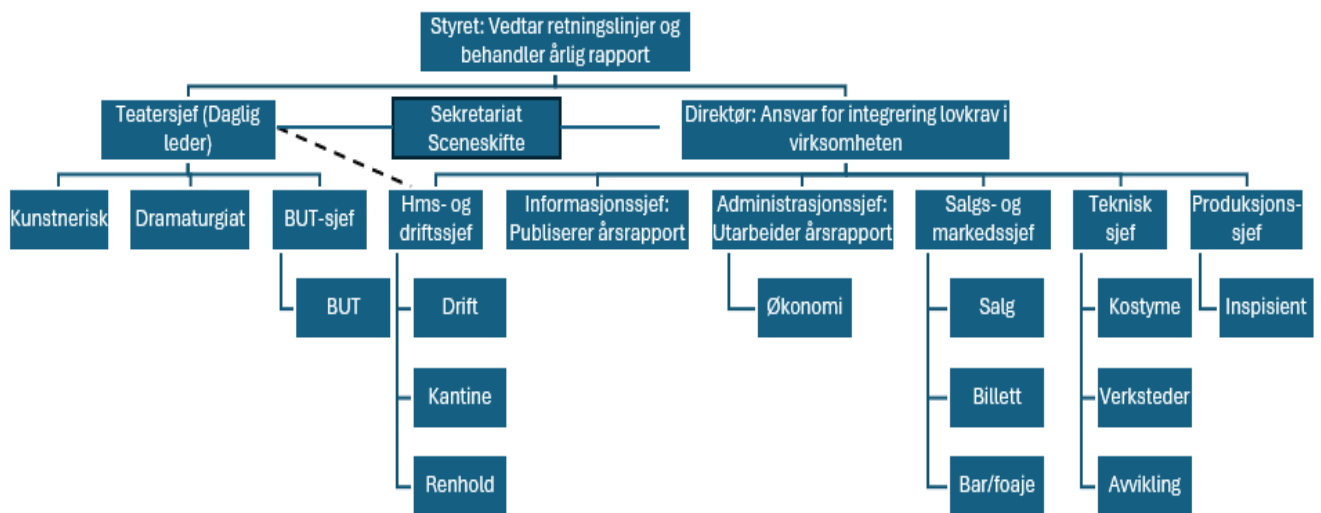 Styret: Vedtar retningslinjer og
behandler årlig rapport
Teatersjef (Daglig
leder)
Sekretariat
Sceneskifte
Direktør: Ansvar for integrering lovkrav i
virksomheten
Kunstnerisk
Dramaturgiat
BUT-sjef
Hms- og
driftssjef
Informasjonssjef:
Publiserer årsrapport
Administrasjonssjef:
Utarbeider årsrapport
Salgs- og
markedssjef
Teknisk
sjef
Produksjons-
sjef
BUT
Drift
Økonomi
Salg
Kostyme
Inspisient
Kantine
Billett
Verksteder
Renhold
Bar/foaje
Avvikling